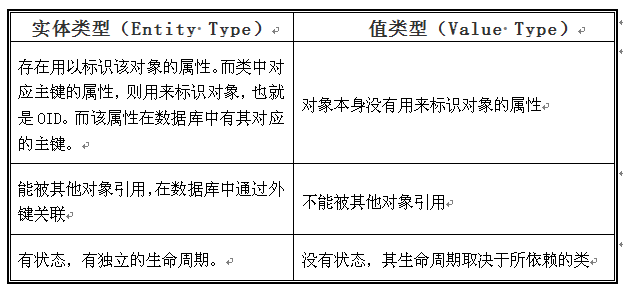 实体类型（Entity Type）
值类型（Value Type）
存在用以标识该对象的属性。而类中对
应主键的属性，则用来标识对象，也就
是OID。而该属性在数据库中有其对应
的主键。
对象本身没有用来标识对象的属性
能被其他对象引用,在数据库中通过外
键关联
不能被其他对象引用
有状态，有独立的生命周期。
没有状态，其生命周期取决于所依赖的类